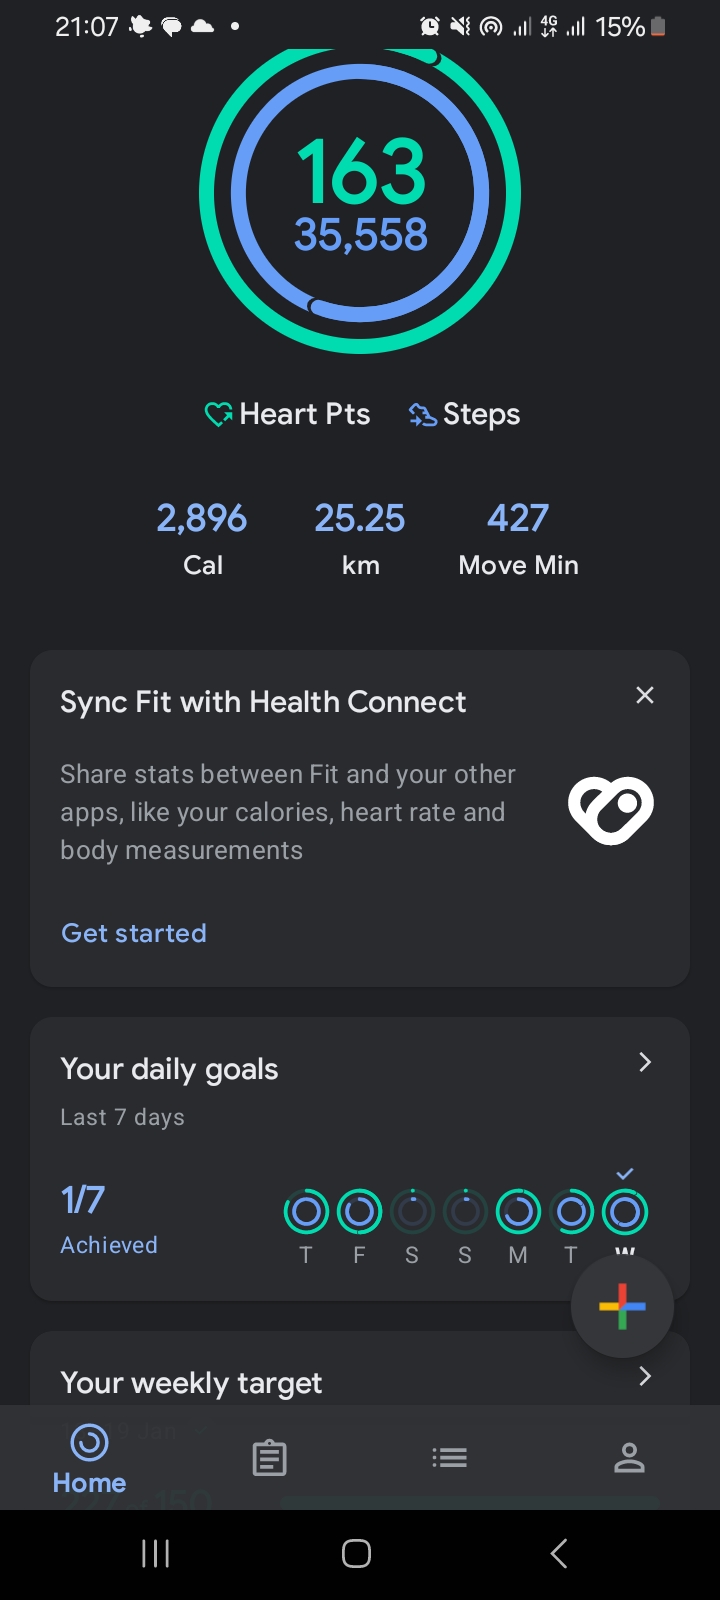 21:07 4G 15%
163
35,558
Heart Pts Steps
2,896 25.25 427
Cal km Move Min
Sync Fit with Health Connect
Share stats between Fit and your other
apps, like your calories, heart rate and
body measurements
Get started
Your daily goals
Last 7 days
1/7
Achieved
T F S S M T W
Your weekly target
Home